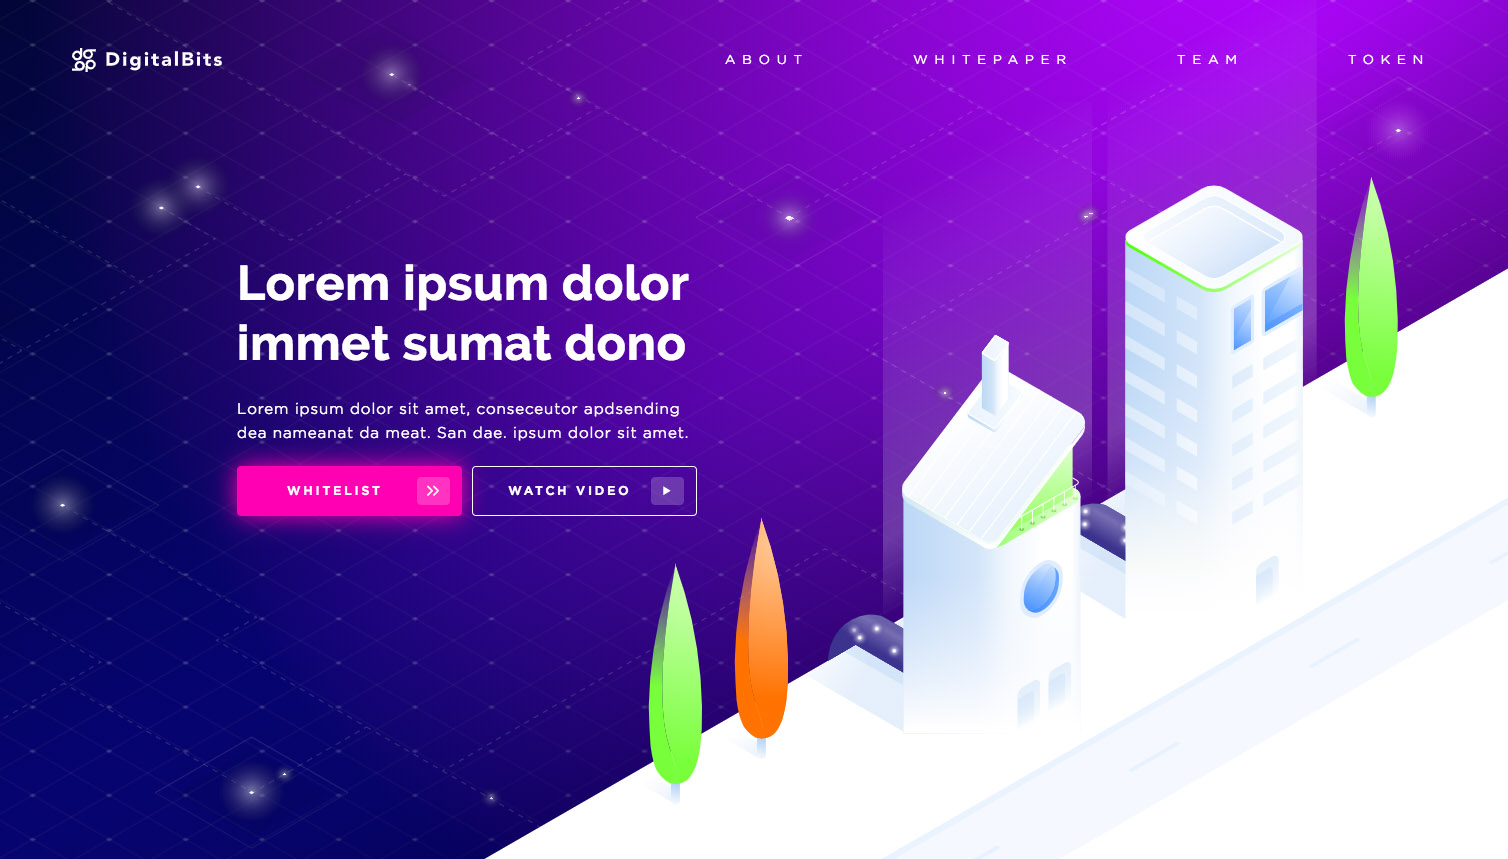 DigitalBits
ABOUT
WHITEPAPER
TEAM
TOKEN
Lorem ipsum dolor
immet sumat dono
Lorem ipsum dolor sit amet, conseceutor apdsending
dea nameanat da meat. San dae. ipsum dolor sit amet.
WHITELIST
WATCH VIDEO